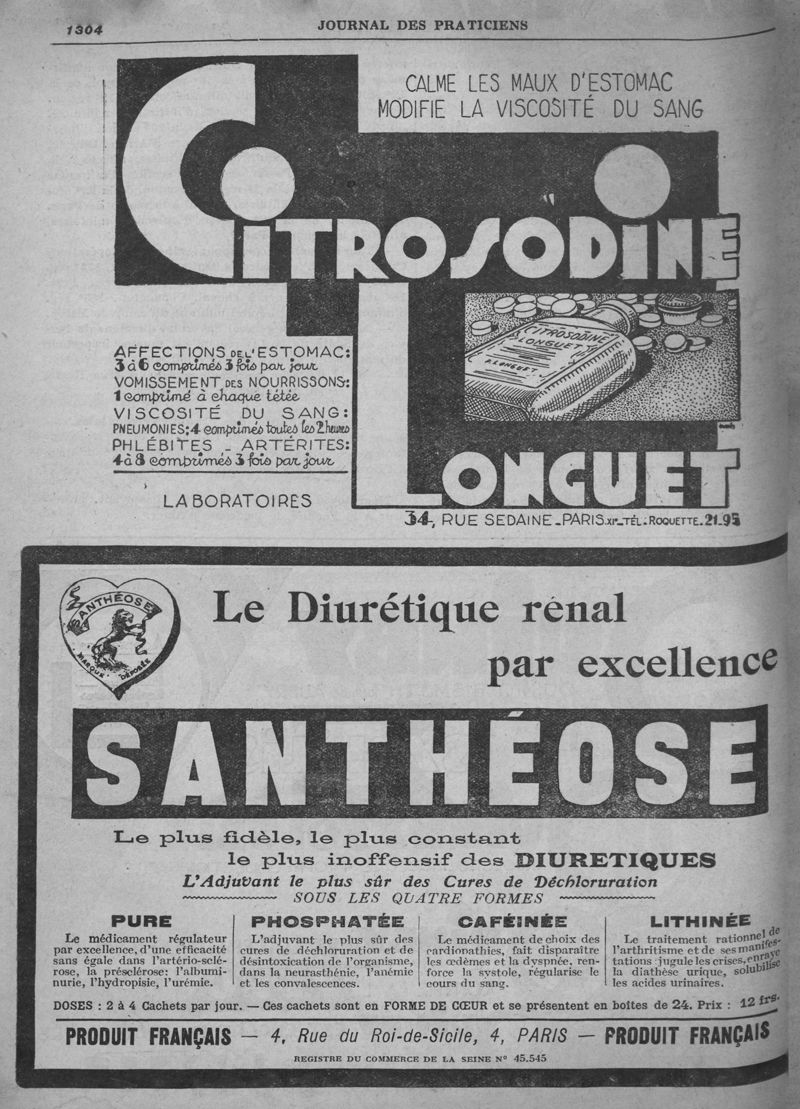 1304
JOURNAL DES PRATICIENS
CALME LES MAUX D'ESTOMAC
MODIFIE LA VISCOSITÉ DU SANG
CITROSODINE
CITROSODINE
LONGUET
P. LONGUET
AFFECTIONS DE L'ESTOMAC:
3 à 6 comprimés 3 fois par jour
VOMISSEMENT DES NOURRISSONS:
1 comprimé à chaque tétée
VISCOSITÉ DU SANG:
PNEUMONIES: 4 comprimés toutes les 2 heures
PHLÉBITES - ARTÉRITES:
4 à 8 comprimés 3 fois par jour
LABORATOIRES
LONGUET
34, RUE SEDAINE - PARIS. XIe - TÉL: ROQUETTE. 21-95
SANTHÉOSE
MARQUE DÉPOSÉE
Le Diurétique rénal
par excellence
SANTHÉOSE
Le plus fidèle, le plus constant
le plus inoffensif des DIURETIQUES
L'Adjuvant le plus sûr des Cures de Déchloruration
SOUS LES QUATRE FORMES
PURE
Le médicament régulateur
par excellence, d'une efficacité
sans égale dans l'artério-sclé-
rose, la présclérose: l'albumi-
nurie, l'hydropisie, l'urémie.
PHOSPHATÉE
L'adjuvant le plus sûr des
cures de déchloruration et de
désintoxication de l'organisme,
dans la neurasthénie, l'anémie
et les convalescences.
CAFÉINÉE
Le médicament de choix des
cardionathies, fait disparaître
les œdèmes et la dyspnée, ren-
force la systole, régularise le
cours du sang.
LITHINÉE
Le traitement rationnel de
l'arthritisme et de ses manifes-
tations: jugule les crises, enraye
la diathèse urique, solubilise
les acides urinaires.
DOSES : 2 à 4 Cachets par jour. — Ces cachets sont en FORME DE CŒUR et se présentent en boîtes de 24. Prix : 12 frs.
PRODUIT FRANÇAIS — 4, Rue du Roi-de-Sicile, 4, PARIS — PRODUIT FRANÇAIS
REGISTRE DU COMMERCE DE LA SEINE N° 45.545